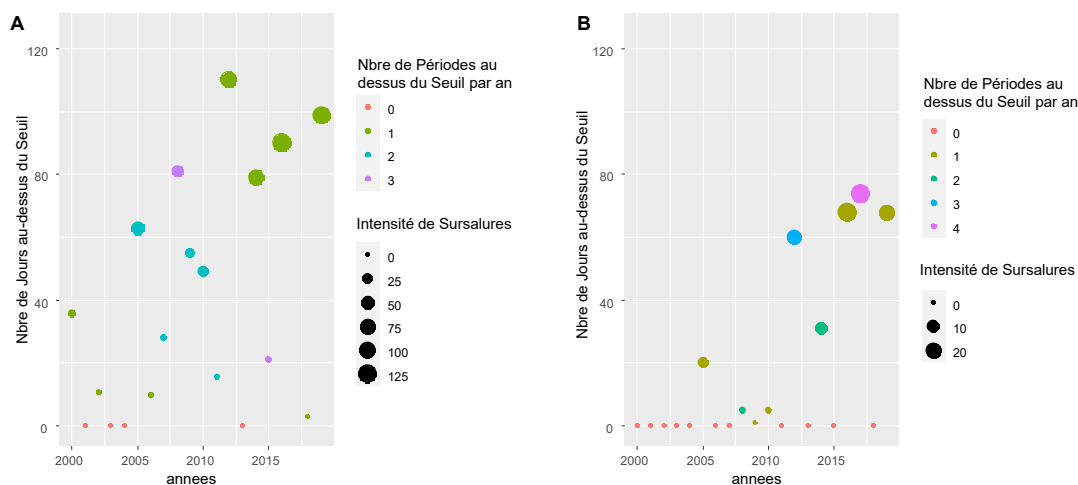 A
Nbre de Jours au-dessus du Seuil
120
80
40
0
2000
2005
2010
2015
annees
Nbre de Périodes au
dessus du Seuil par an
0
1
2
3
Intensité de Sursalures
0
25
50
75
100
125
B
Nbre de Jours au-dessus du Seuil
120
80
40
0
2000
2005
2010
2015
annees
Nbre de Périodes au
dessus du Seuil par an
0
1
2
3
4
Intensité de Sursalures
0
10
20